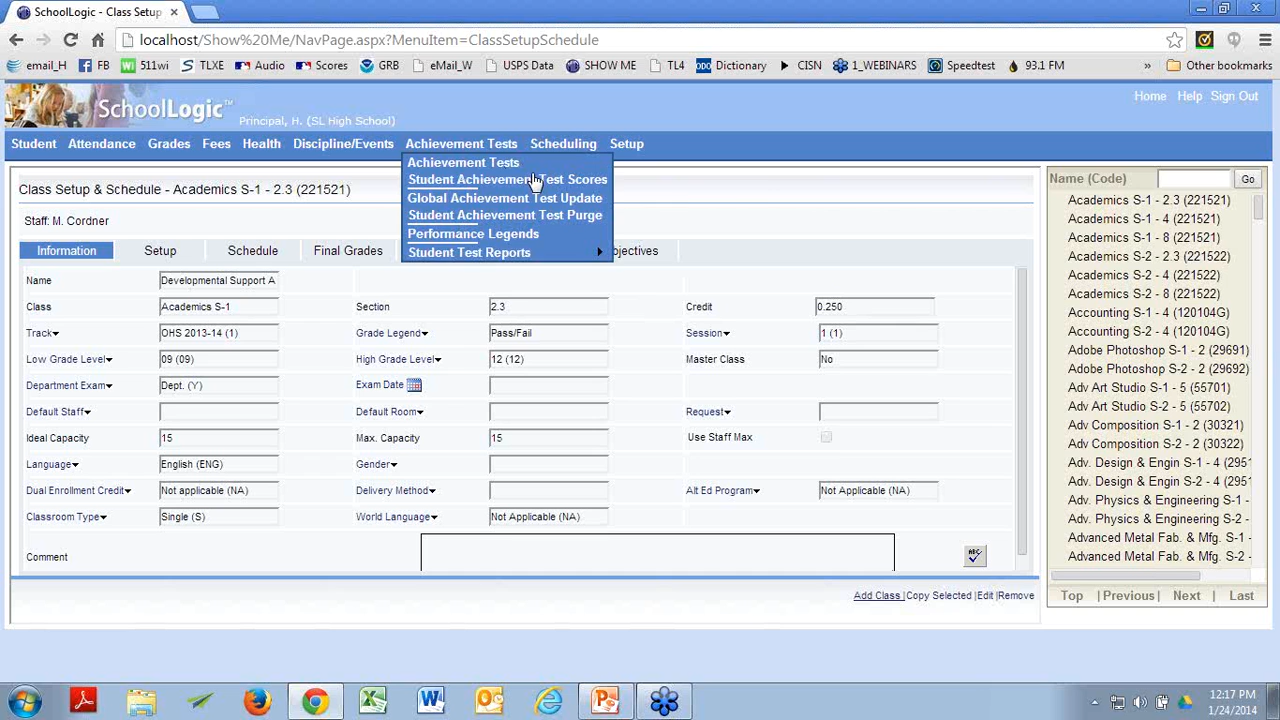 SchoolLogic - Class Setup
localhost/Show%20Me/NavPage.aspx?MenuItem=ClassSetupSchedule
email_H FB 511wi TLXE Audio Scores GRB eMail_W USPS Data SHOW ME TL4 Dictionary CISN 1_WEBINARS Speedtest 93.1 FM » Other bookmarks
SchoolLogic™
Principal, H. (SL High School)
Home Help Sign Out
Student Attendance Grades Fees Health Discipline/Events Achievement Tests Scheduling Setup
Achievement Tests
Student Achievement Test Scores
Global Achievement Test Update
Student Achievement Test Purge
Performance Legends
Student Test Reports
Class Setup & Schedule - Academics S-1 - 2.3 (221521)
Staff: M. Cordner
Information Setup Schedule Final Grades
Name Developmental Support A
Class Academics S-1 Section 2.3 Credit 0.250
Track OHS 2013-14 (1) Grade Legend Pass/Fail Session 1 (1)
Low Grade Level 09 (09) High Grade Level 12 (12) Master Class No
Department Exam Dept. (Y) Exam Date
Default Staff Default Room Request
Ideal Capacity 15 Max. Capacity 15 Use Staff Max
Language English (ENG) Gender
Dual Enrollment Credit Not applicable (NA) Delivery Method Alt Ed Program Not Applicable (NA)
Classroom Type Single (S) World Language Not Applicable (NA)
Comment ABC
Add Class | Copy Selected | Edit | Remove
Name (Code) Go
Academics S-1 - 2.3 (221521)
Academics S-1 - 4 (221521)
Academics S-1 - 8 (221521)
Academics S-2 - 2.3 (221522)
Academics S-2 - 4 (221522)
Academics S-2 - 8 (221522)
Accounting S-1 - 4 (120104G)
Accounting S-2 - 4 (120104G)
Adobe Photoshop S-1 - 2 (29691)
Adobe Photoshop S-2 - 2 (29692)
Adv Art Studio S-1 - 5 (55701)
Adv Art Studio S-2 - 5 (55702)
Adv Composition S-1 - 2 (30321)
Adv Composition S-2 - 2 (30322)
Adv. Design & Engin S-1 - 4 (2951
Adv. Design & Engin S-2 - 4 (2951
Adv. Physics & Engineering S-1 -
Adv. Physics & Engineering S-2 -
Advanced Metal Fab. & Mfg. S-1 -
Advanced Metal Fab. & Mfg. S-2 -
Top | Previous | Next | Last
12:17 PM
1/24/2014